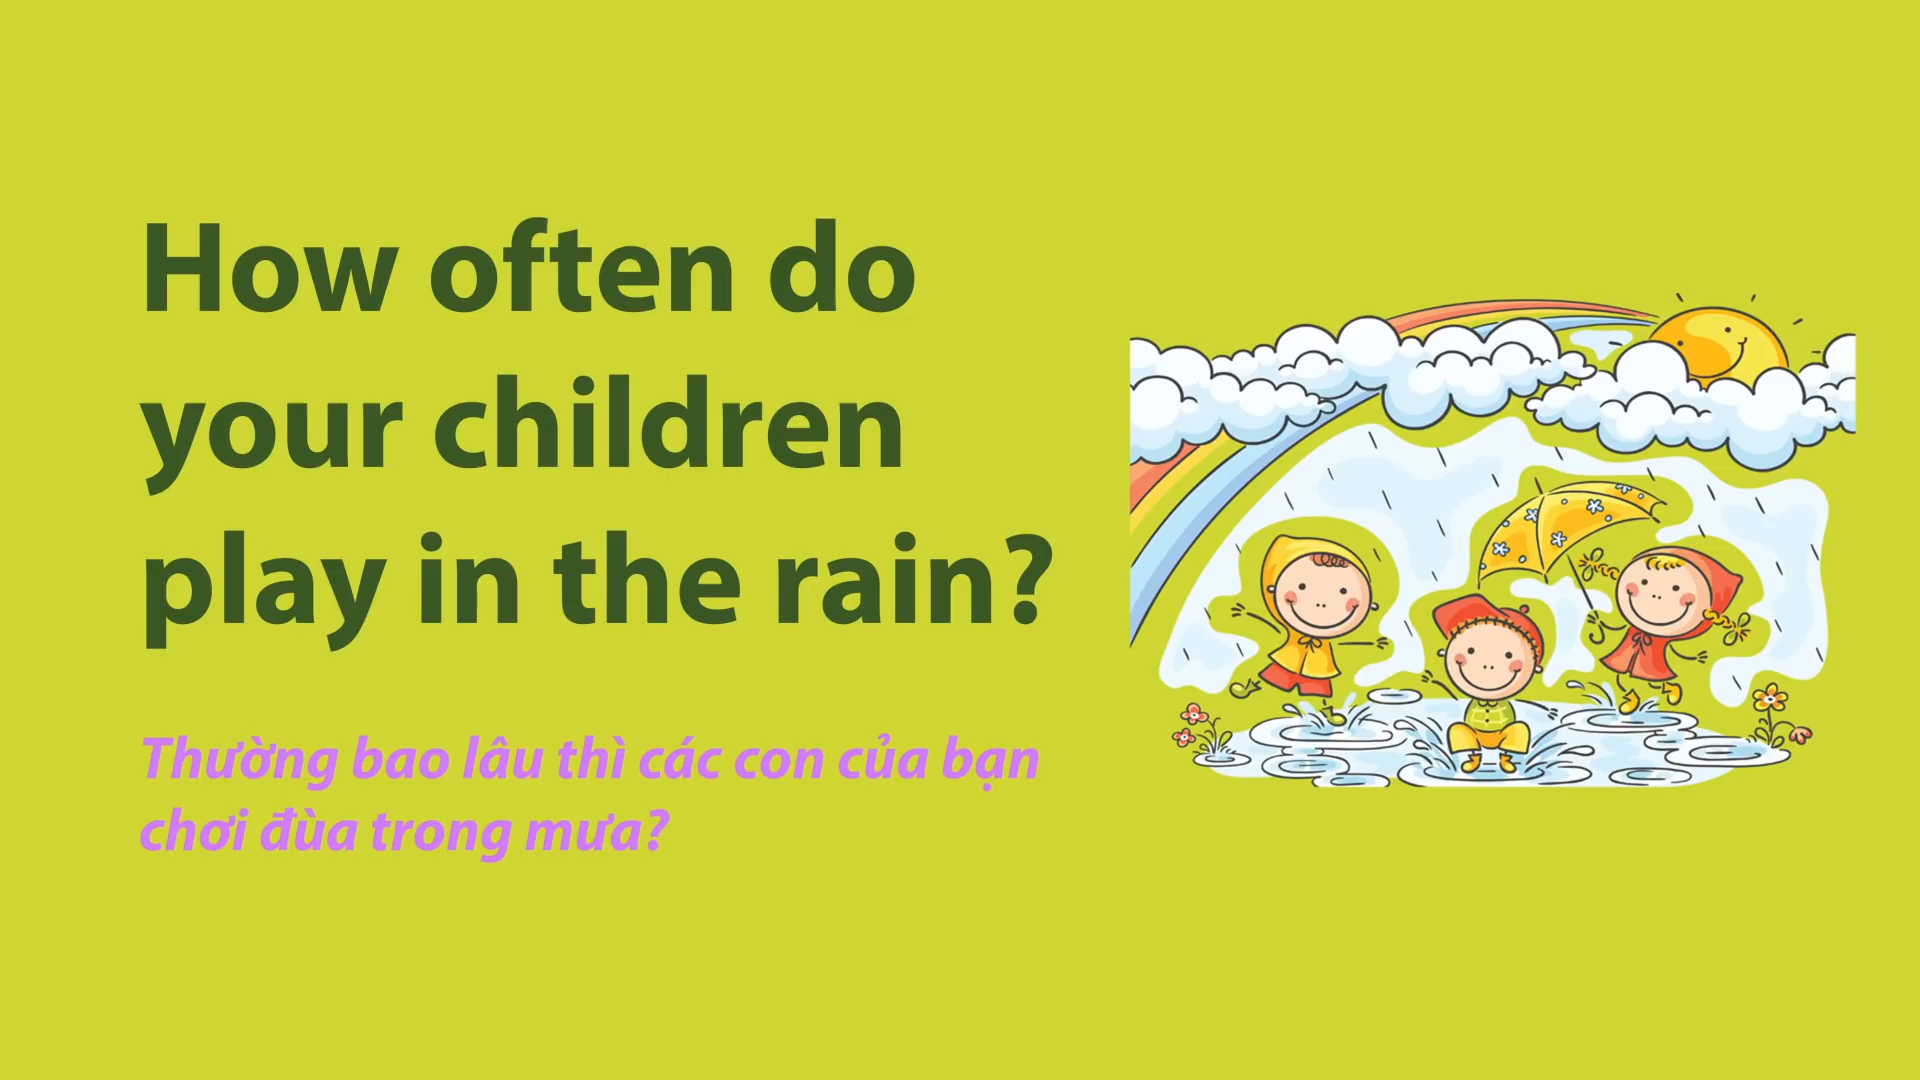 How often do
your children
play in the rain?
Thường bao lâu thì các con của bạn
chơi đùa trong mưa?